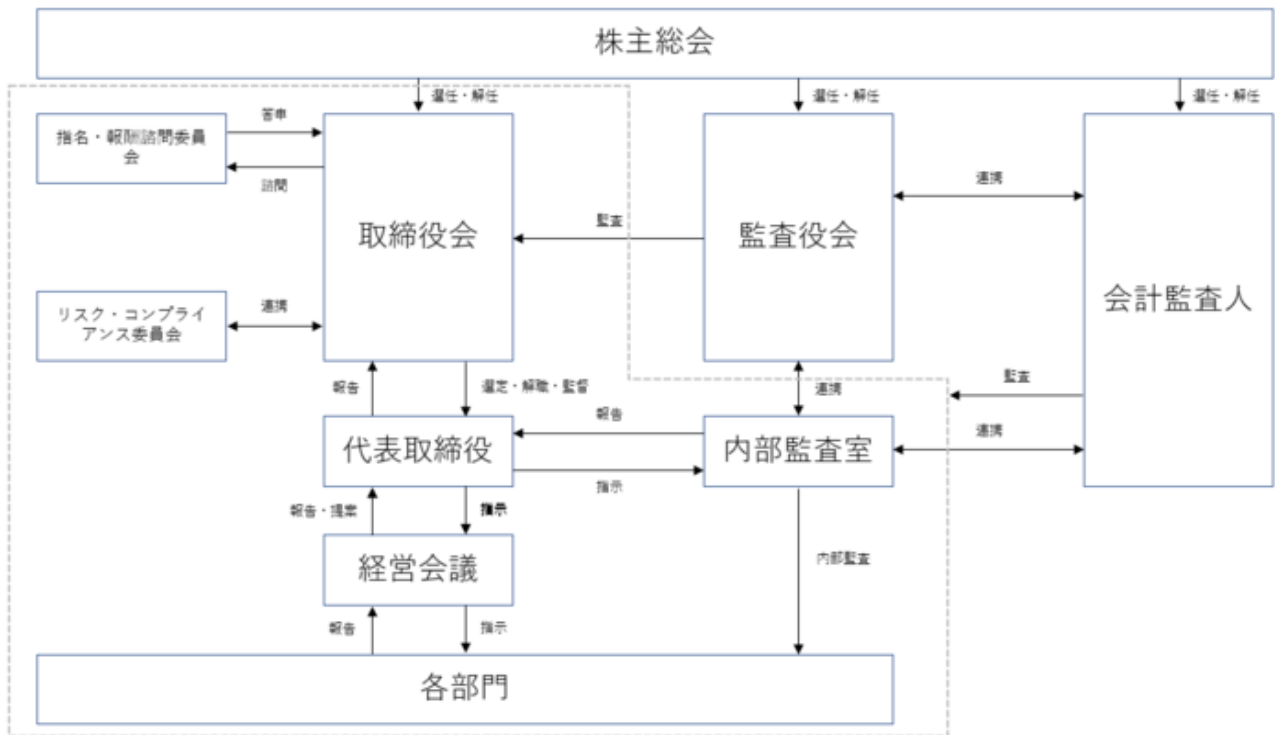 株主総会
選任・解任
選任・解任
選任・解任
指名・報酬諮問委員
会
答申
諮問
取締役会
監査役会
会計監査人
連携
監査
リスク・コンプライ
アンス委員会
連携
報告
選定・解職・監督
連携
監査
代表取締役
報告
指示
内部監査室
連携
報告・提案
指示
経営会議
内部監査
報告
指示
各部門